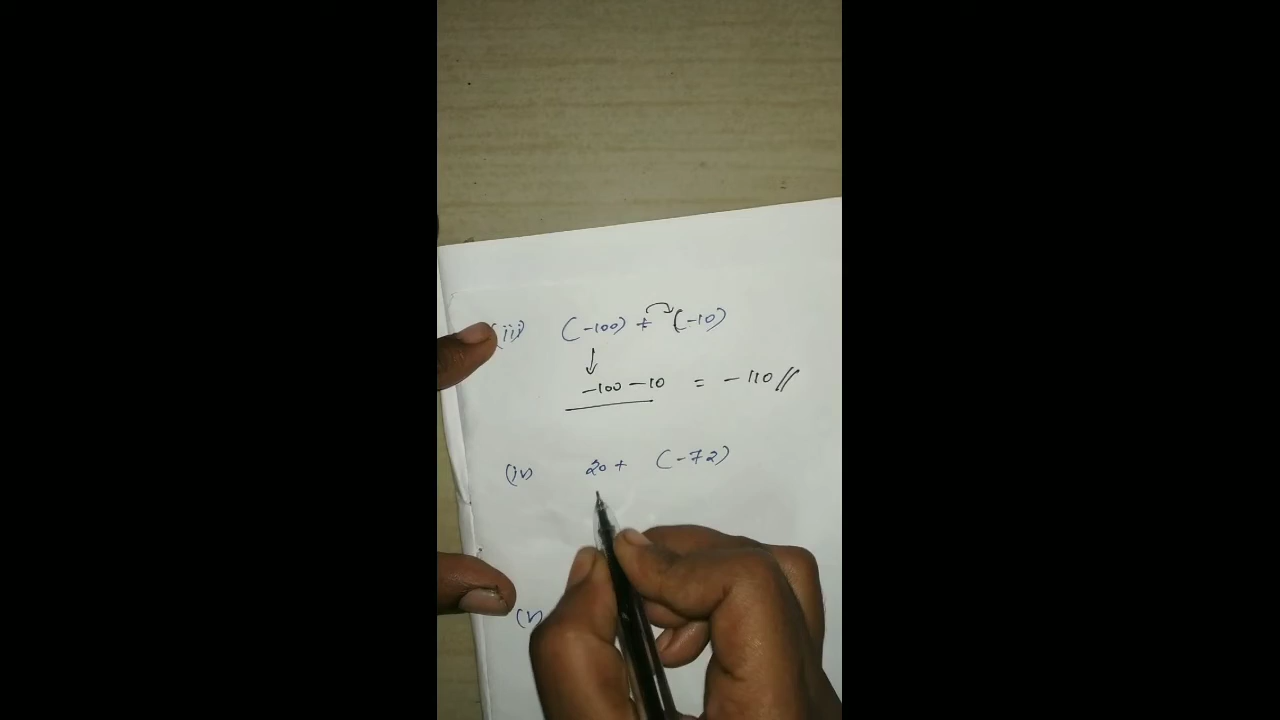 (iii) (-100) + (-10)
-100 - 10 = - 110 //
(iv) 20 + (-72)
(v)